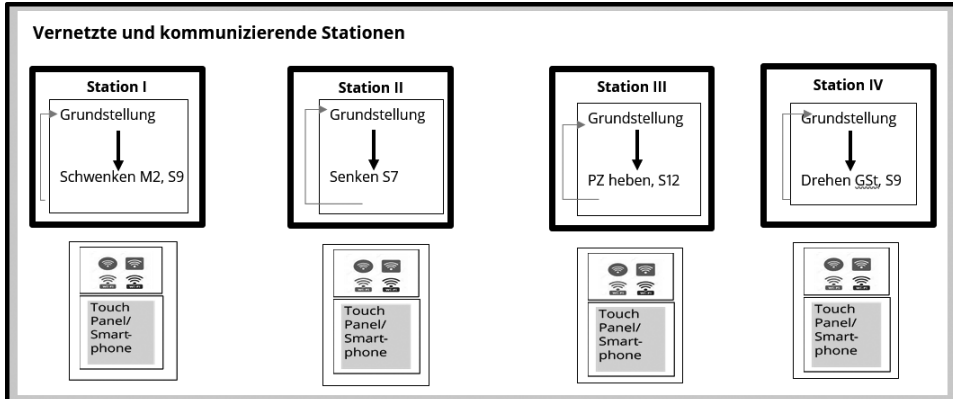 Vernetzte und kommunizierende Stationen
Station I
Grundstellung
Schwenken M2, S9
Station II
Grundstellung
Senken S7
Station III
Grundstellung
PZ heben, S12
Station IV
Grundstellung
Drehen GSt, S9
Touch
Panel/
Smart-
phone
Touch
Panel/
Smart-
phone
Touch
Panel/
Smart-
phone
Touch
Panel/
Smart-
phone